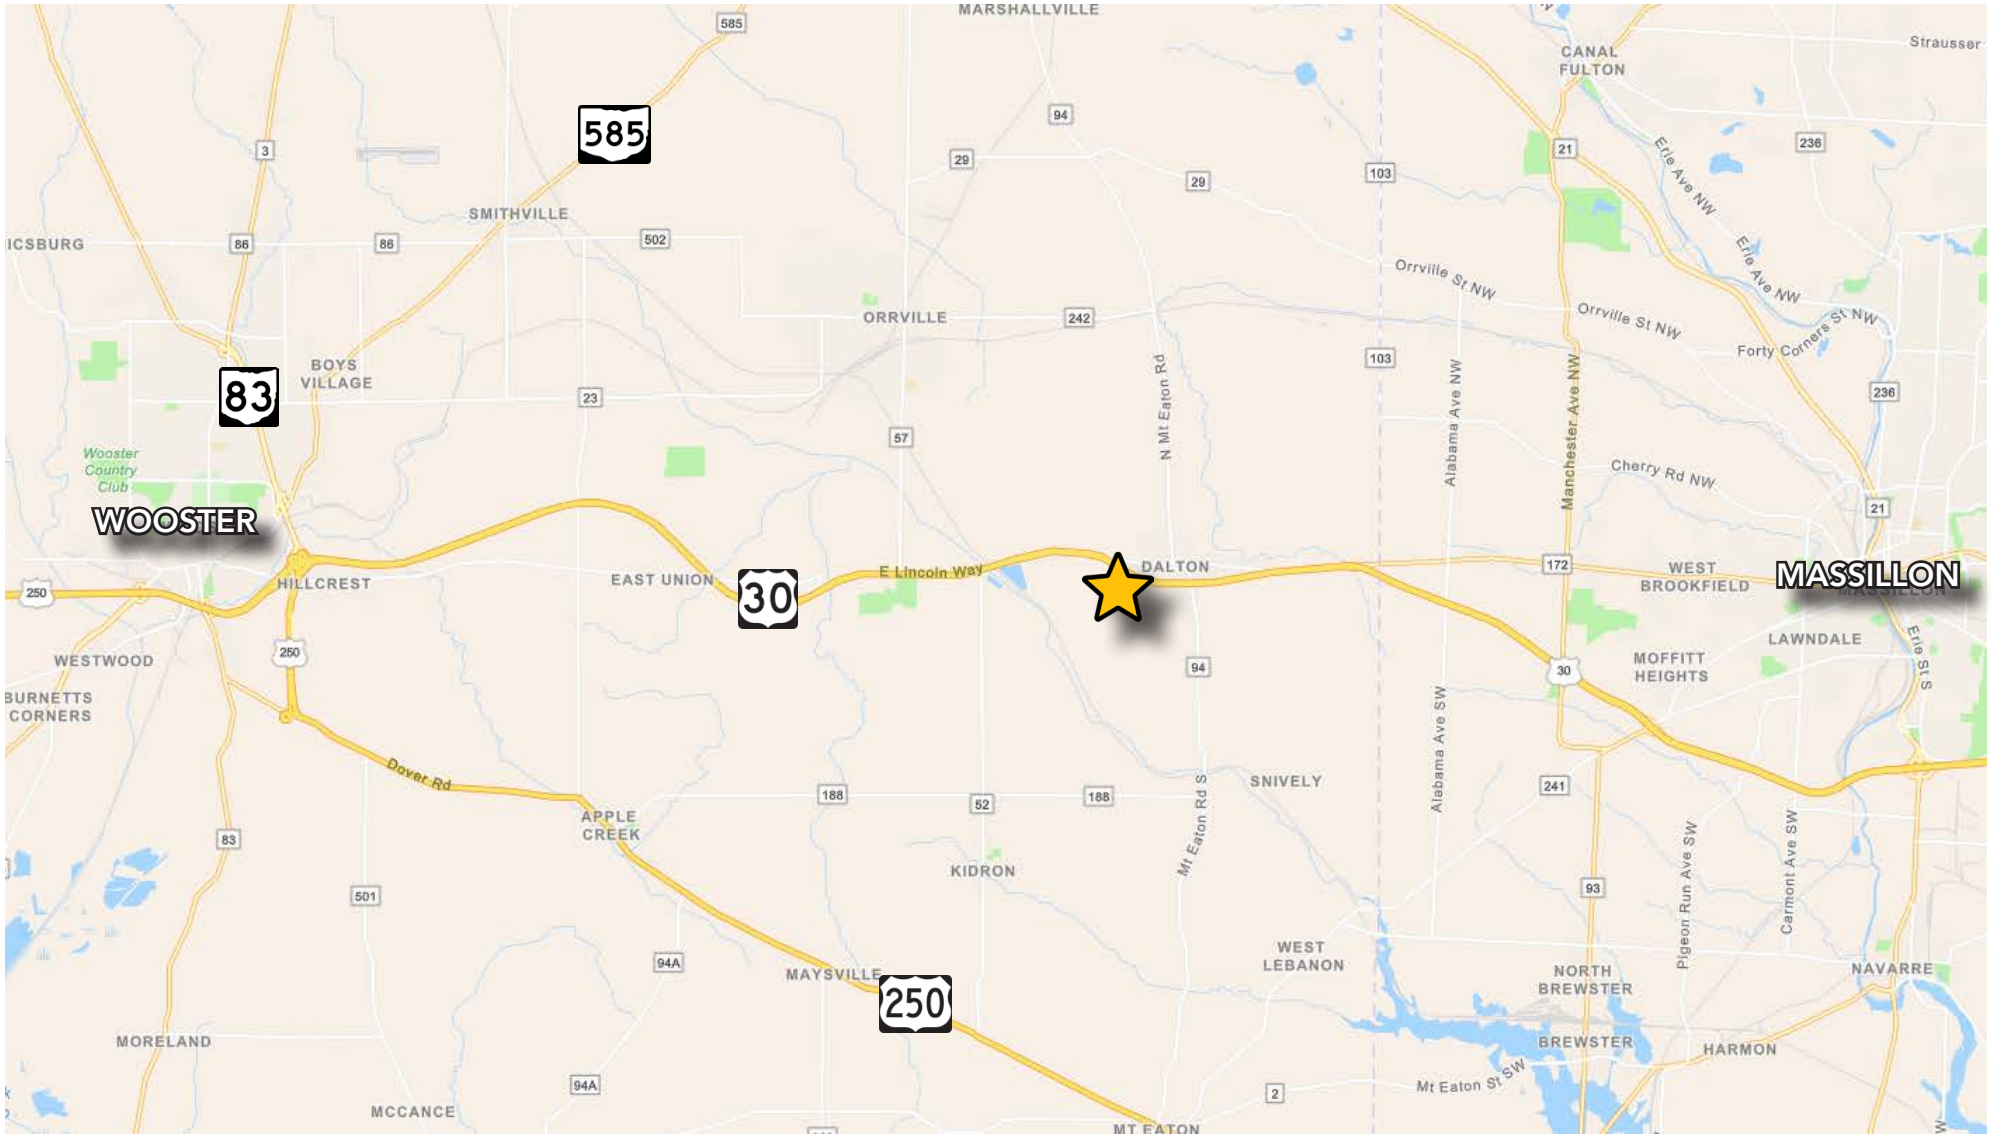 MARSHALLVILLE
585
Strausser
CANAL
FULTON
94
585
3
21
236
29
Erie Ave NW
103
29
SMITHVILLE
502
ICSBURG
86
86
Erie Ave NW
Orrville St NW
ORRVILLE
242
Orrville St NW
Forty Corners St NW
103
BOYS
VILLAGE
83
23
N Mt Eaton Rd
Alabama Ave NW
Manchester Ave NW
236
57
Wooster
Country
Club
Cherry Rd NW
WOOSTER
21
172
DALTON
E Lincoln Way
EAST UNION
HILLCREST
WEST
BROOKFIELD
MASSILLON
MASSILLON
250
30
LAWNDALE
250
WESTWOOD
94
MOFFITT
HEIGHTS
30
Erie St S
BURNETTS
CORNERS
Alabama Ave SW
Dover Rd
SNIVELY
241
188
52
188
APPLE
CREEK
Mt Eaton Rd S
83
KIDRON
Pigeon Run Ave SW
Carmont Ave SW
93
501
WEST
LEBANON
94A
MAYSVILLE
NORTH
BREWSTER
NAVARRE
250
MORELAND
BREWSTER
HARMON
94A
2
Mt Eaton St SW
MCCANCE
MT EATON